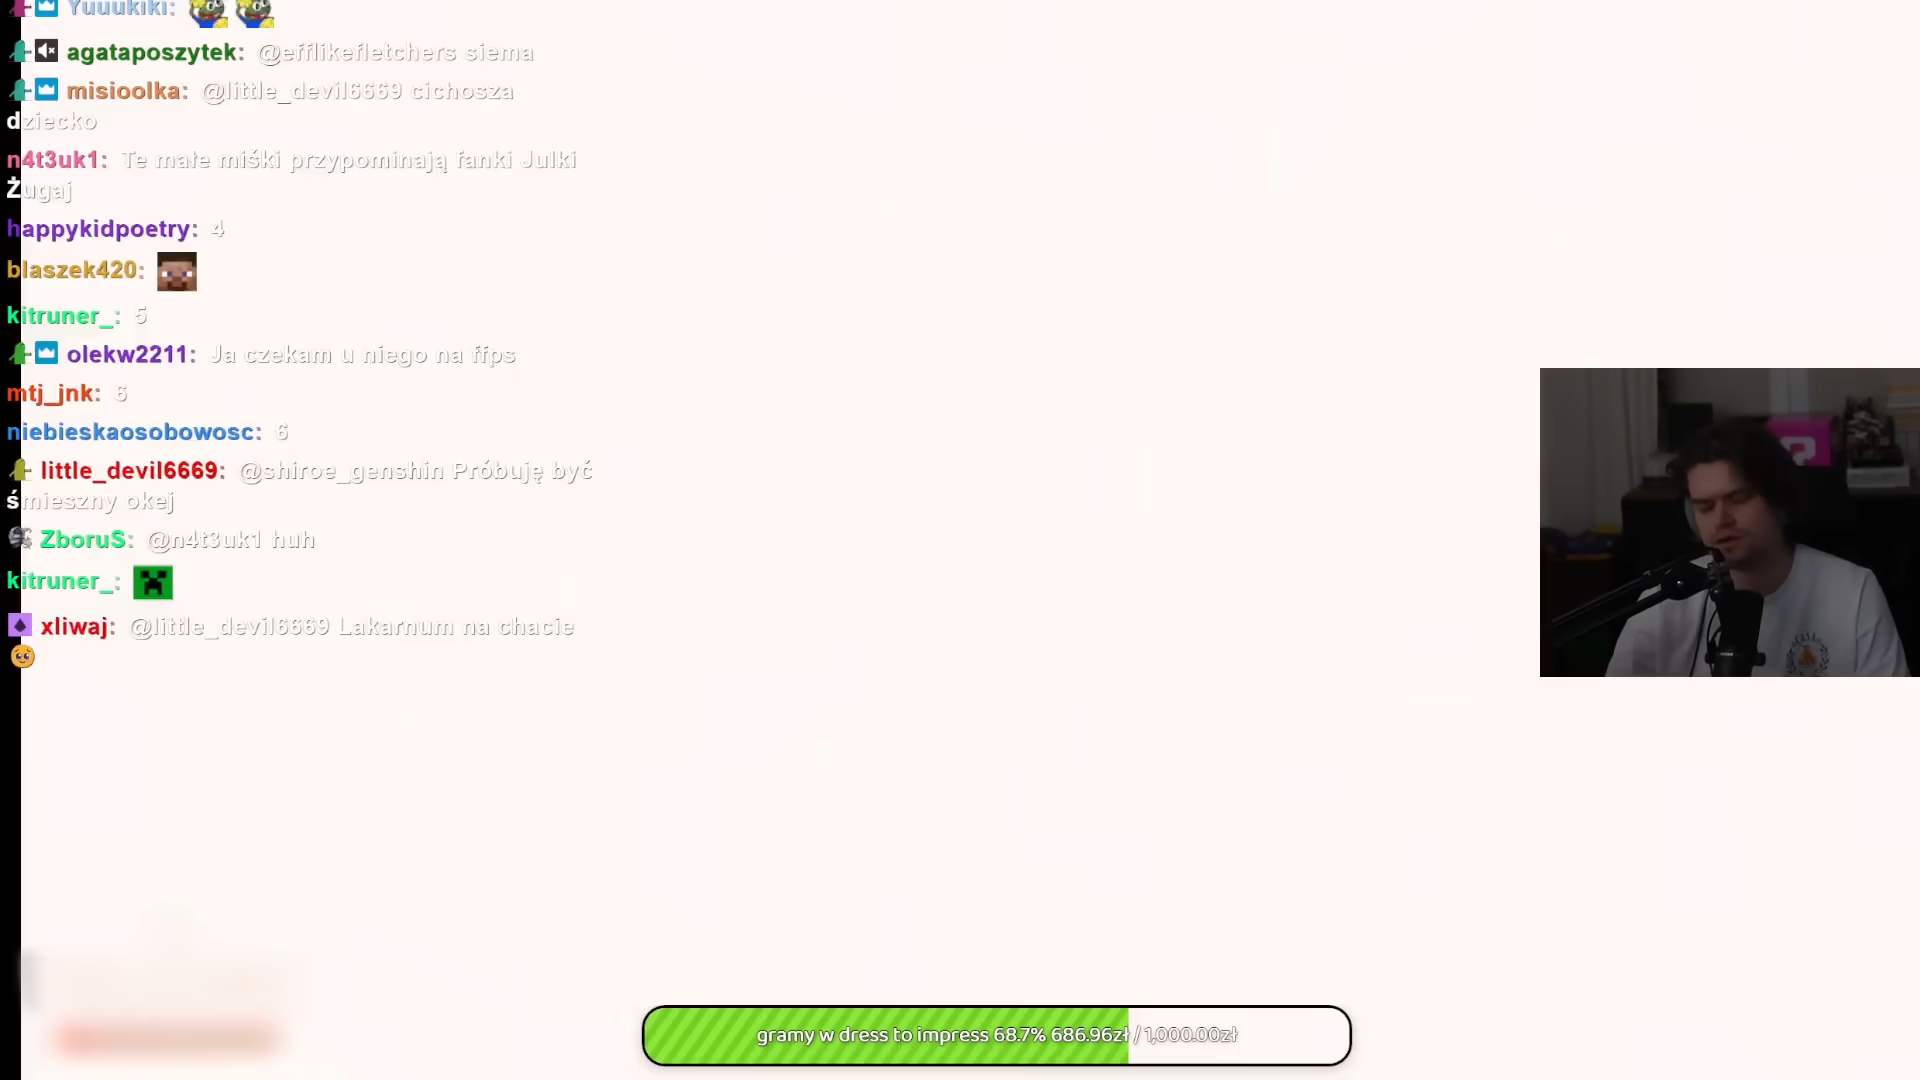 Yuuukiki:
agataposzytek: @efflikefletchers siema
misioolka: @little_devil6669 cichosza
dziecko
n4t3uk1: Te małe miśki przypominają fanki Julki
Żugaj
happykidpoetry: 4
blaszek420:
kitruner_: 5
olekw2211: Ja czekam u niego na ffps
mtj_jnk: 6
niebieskaosobowosc: 6
little_devil6669: @shiroe_genshin Próbuję być
śmieszny okej
ZboruS: @n4t3uk1 huh
kitruner_:
xliwaj: @little_devil6669 Lakarnum na chacie
gramy w dress to impress 68.7% 686.96zł / 1,000.00zł